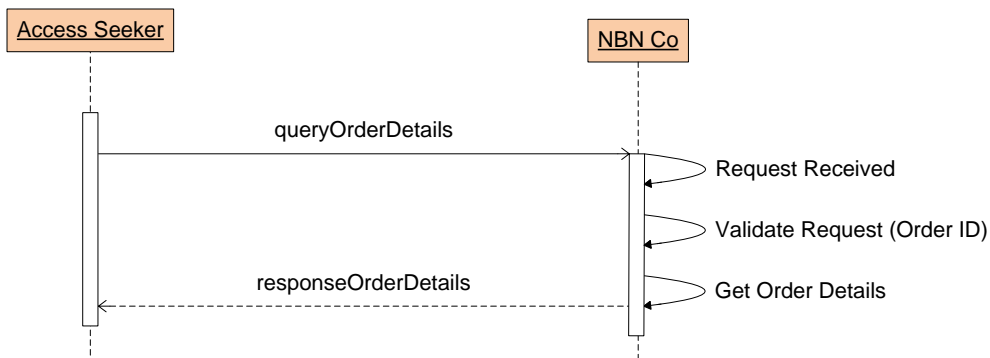 Access Seeker
NBN Co
queryOrderDetails
Request Received
Validate Request (Order ID)
responseOrderDetails
Get Order Details